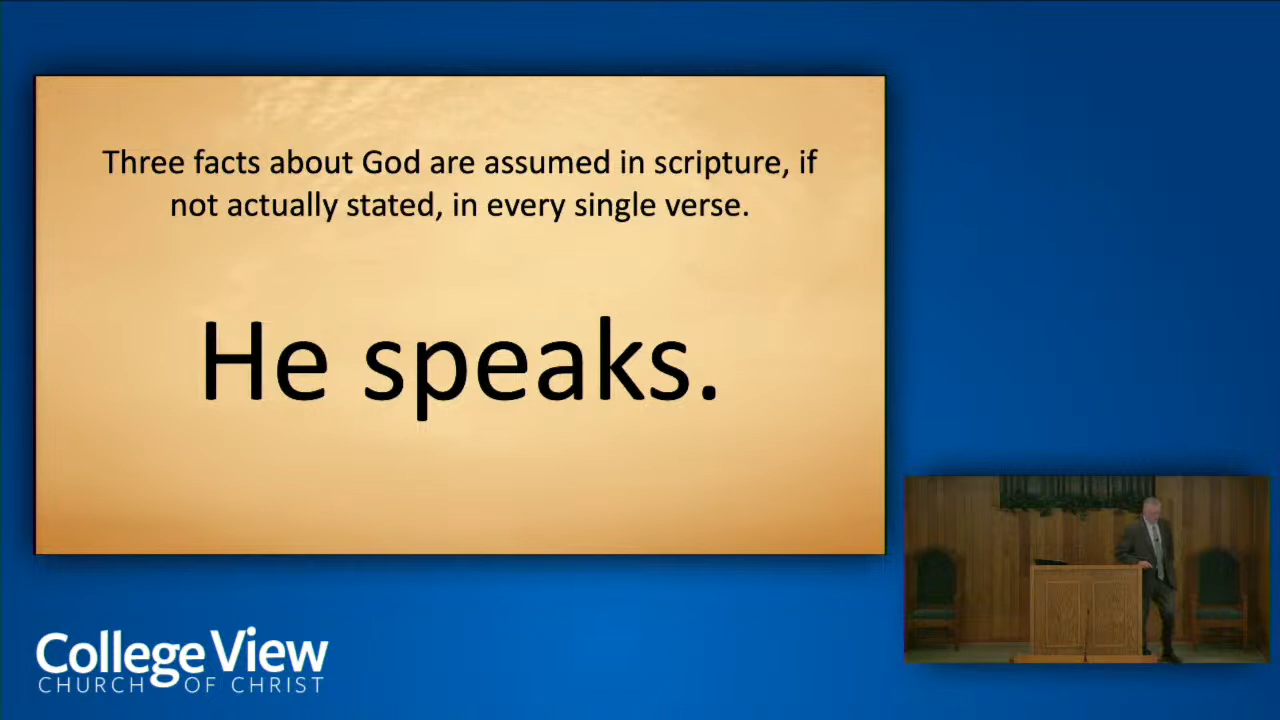 Three facts about God are assumed in scripture, if
not actually stated, in every single verse.
He speaks.
College View
CHURCH OF CHRIST